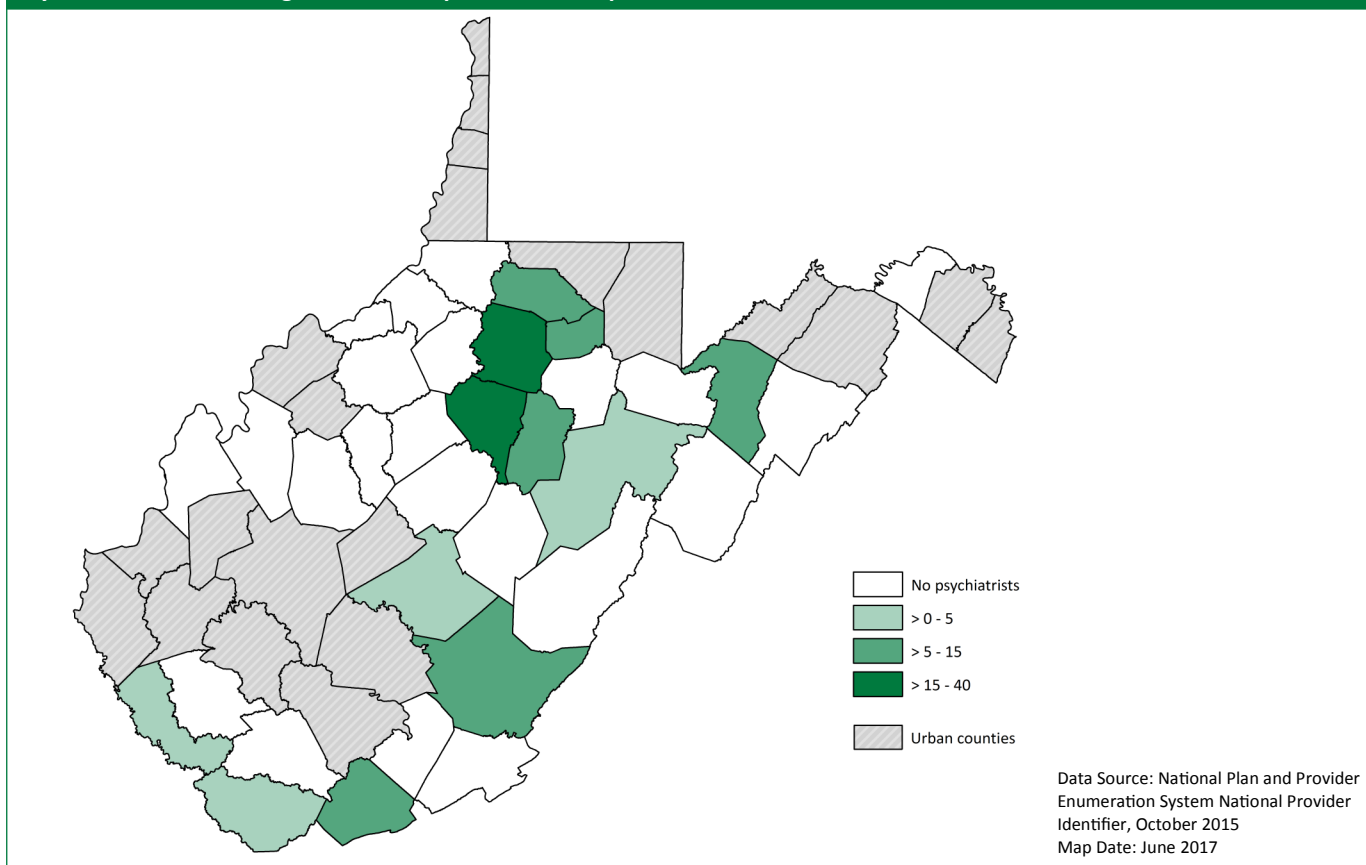 No psychiatrists
> 0 - 5
> 5 - 15
> 15 - 40
Urban counties
Data Source: National Plan and Provider
Enumeration System National Provider
Identifier, October 2015
Map Date: June 2017